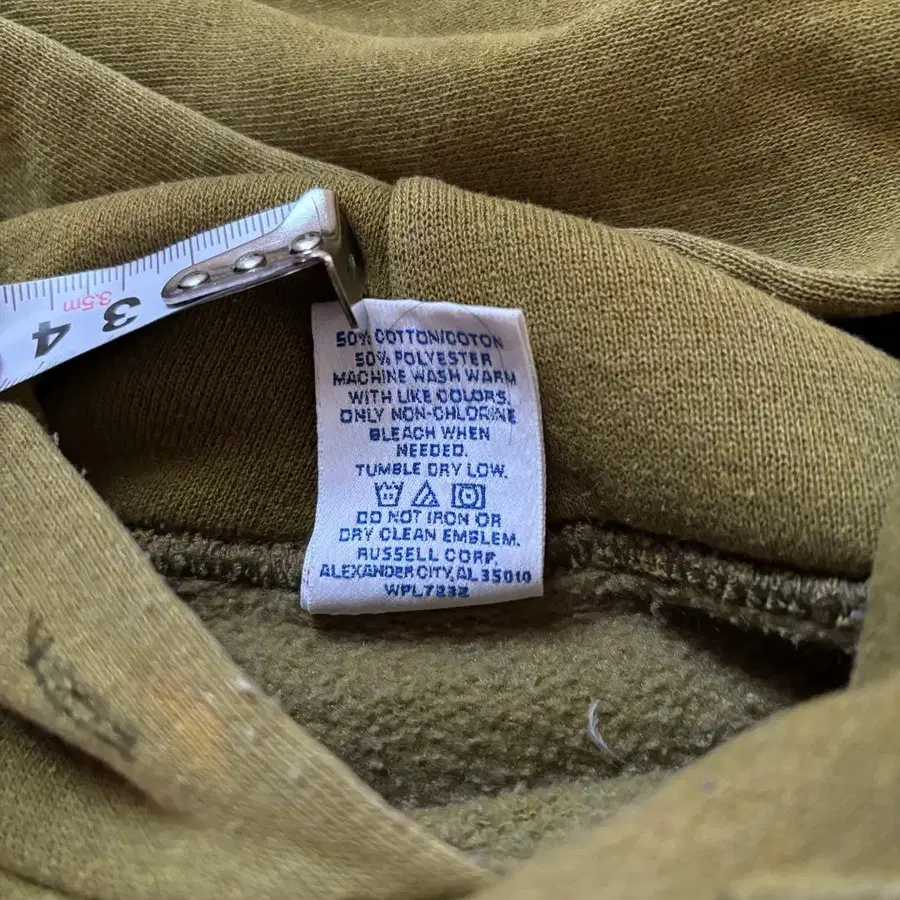 50% COTTON/COTON
50% POLYESTER
MACHINE WASH WARM
WITH LIKE COLORS.
ONLY NON-CHLORINE
BLEACH WHEN
NEEDED.
TUMBLE DRY LOW.
DO NOT IRON OR
DRY CLEAN EMBLEM.
RUSSELL CORP.
ALEXANDER CITY, AL 35010
WPL7232
3.5m
3
4